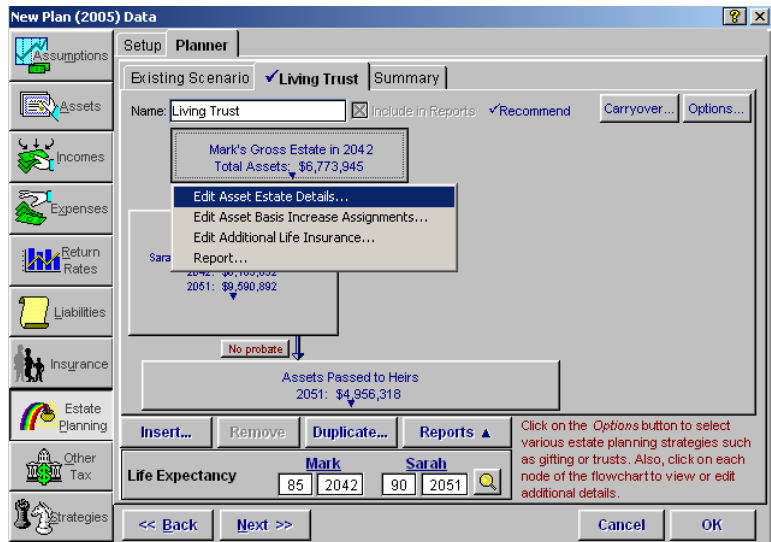 New Plan (2005) Data
Assumptions
Assets
Incomes
Expenses
Return
Rates
Liabilities
Insurance
Estate
Planning
Other
Tax
Strategies
Setup Planner
Existing Scenario ✓Living Trust Summary
Name: Living Trust Include in Reports ✓Recommend Carryover... Options...
Mark's Gross Estate in 2042
Total Assets: $6,773,945
Edit Asset Estate Details...
Edit Asset Basis Increase Assignments...
Edit Additional Life Insurance...
Report...
2051: $9,590,892
No probate
Assets Passed to Heirs
2051: $4,956,318
Insert... Remove Duplicate... Reports ▲
Life Expectancy
Mark Sarah
85 2042 90 2051
Click on the Options button to select
various estate planning strategies such
as gifting or trusts. Also, click on each
node of the flowchart to view or edit
additional details.
<< Back Next >> Cancel OK